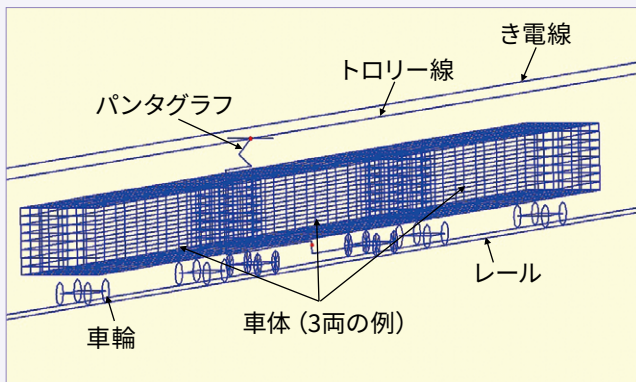 き電線
トロリー線
パンタグラフ
レール
車体（3両の例）
車輪